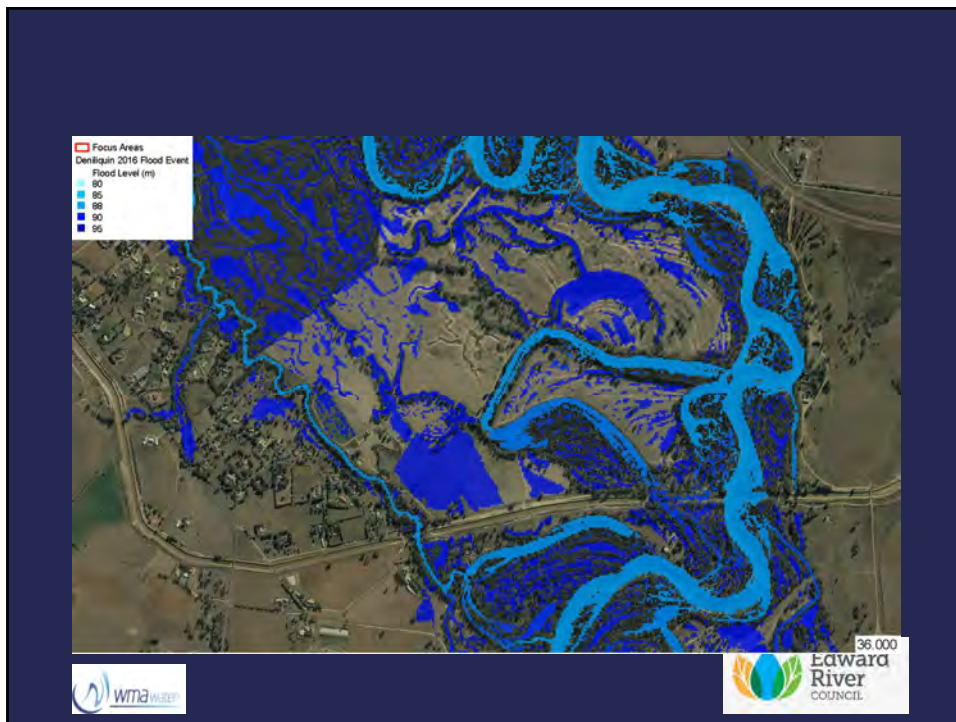 Focus Areas
Deniliquin 2016 Flood Event
Flood Level (m)
80
85
88
90
95
36.000
wma water
Edward
River
COUNCIL